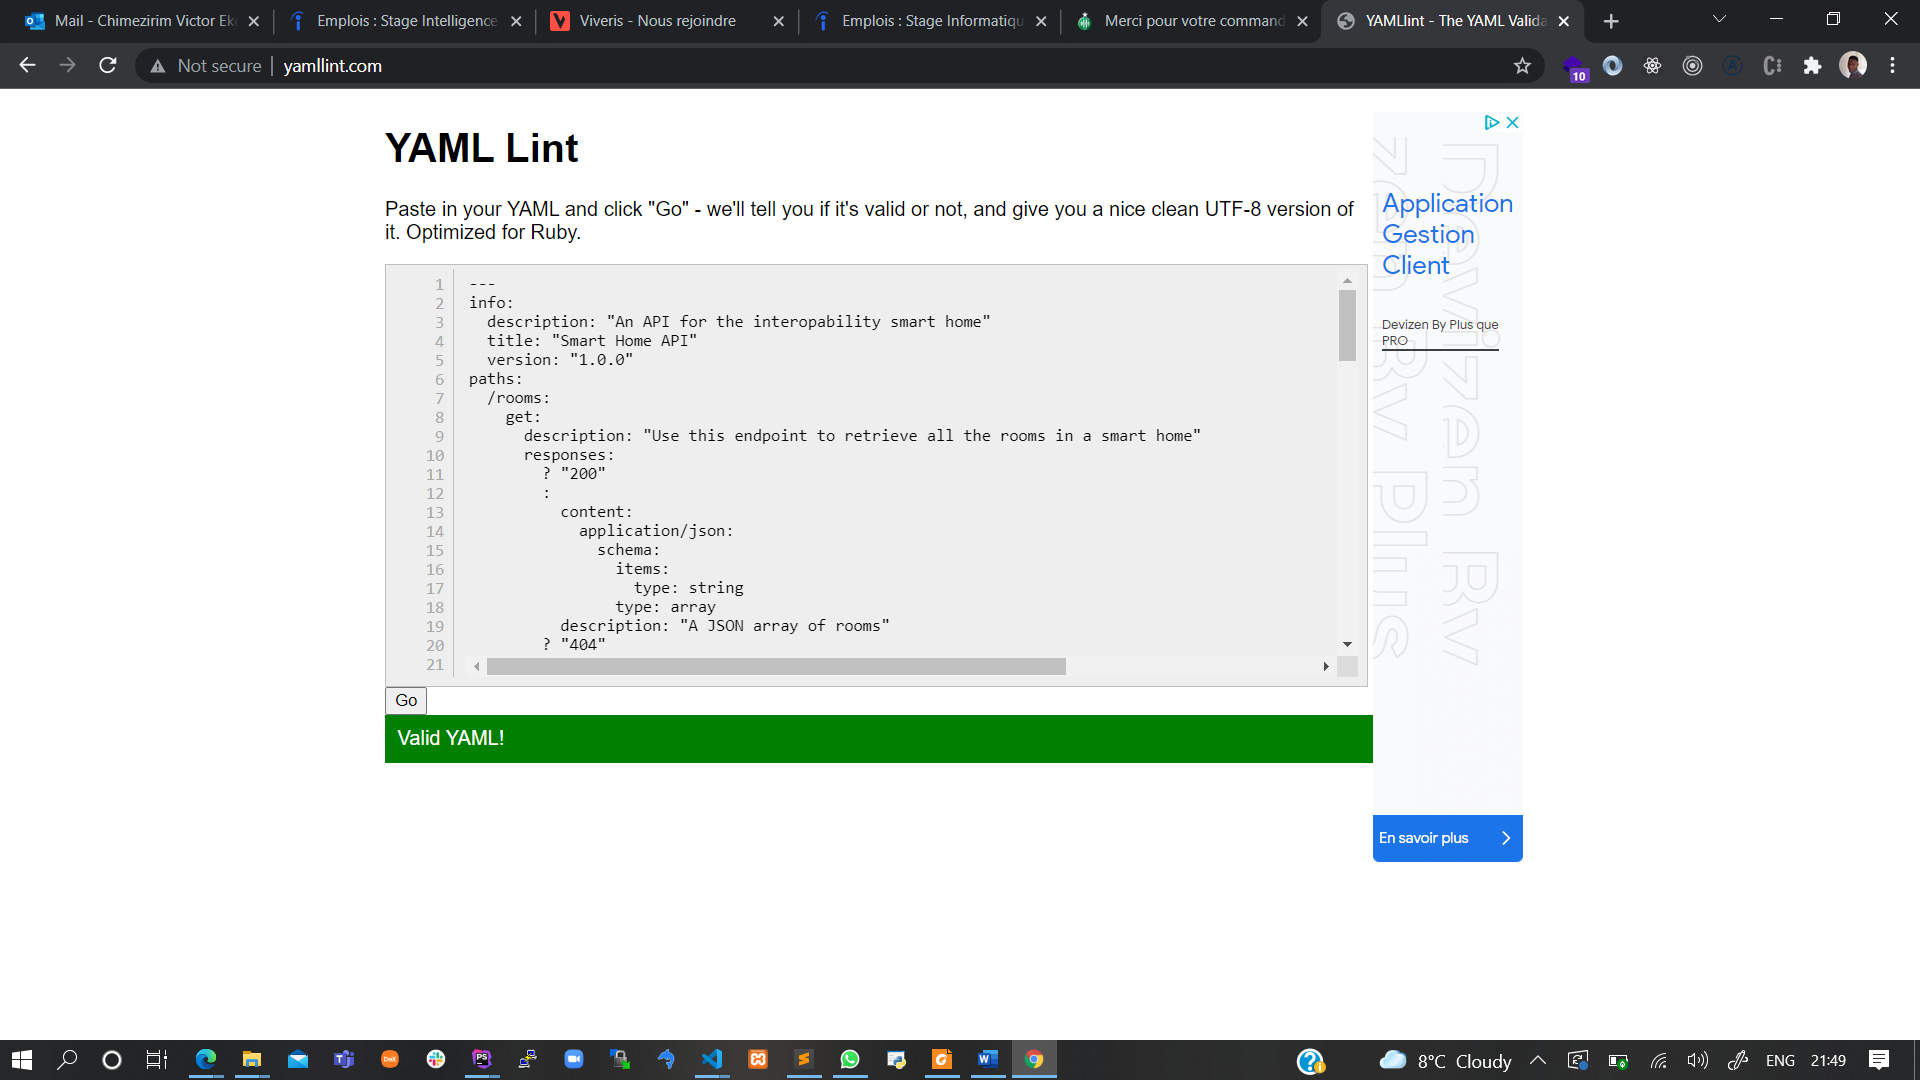 Mail - Chimezirim Victor Ek
Emplois : Stage Intelligence
Viveris - Nous rejoindre
Emplois : Stage Informatiqu
Merci pour votre command
YAMLlint - The YAML Valida
Not secure
yamllint.com
10
YAML Lint
Paste in your YAML and click "Go" - we'll tell you if it's valid or not, and give you a nice clean UTF-8 version of
it. Optimized for Ruby.
1 ---
2 info:
3 description: "An API for the interopability smart home"
4 title: "Smart Home API"
5 version: "1.0.0"
6 paths:
7 /rooms:
8 get:
9 description: "Use this endpoint to retrieve all the rooms in a smart home"
10 responses:
11 ? "200"
12 :
13 content:
14 application/json:
15 schema:
16 items:
17 type: string
18 type: array
19 description: "A JSON array of rooms"
20 ? "404"
21
Go
Valid YAML!
Application
Gestion
Client
Devizen By Plus que
PRO
Devizen By
zen By Plus
En savoir plus
8°C Cloudy
ENG
21:49